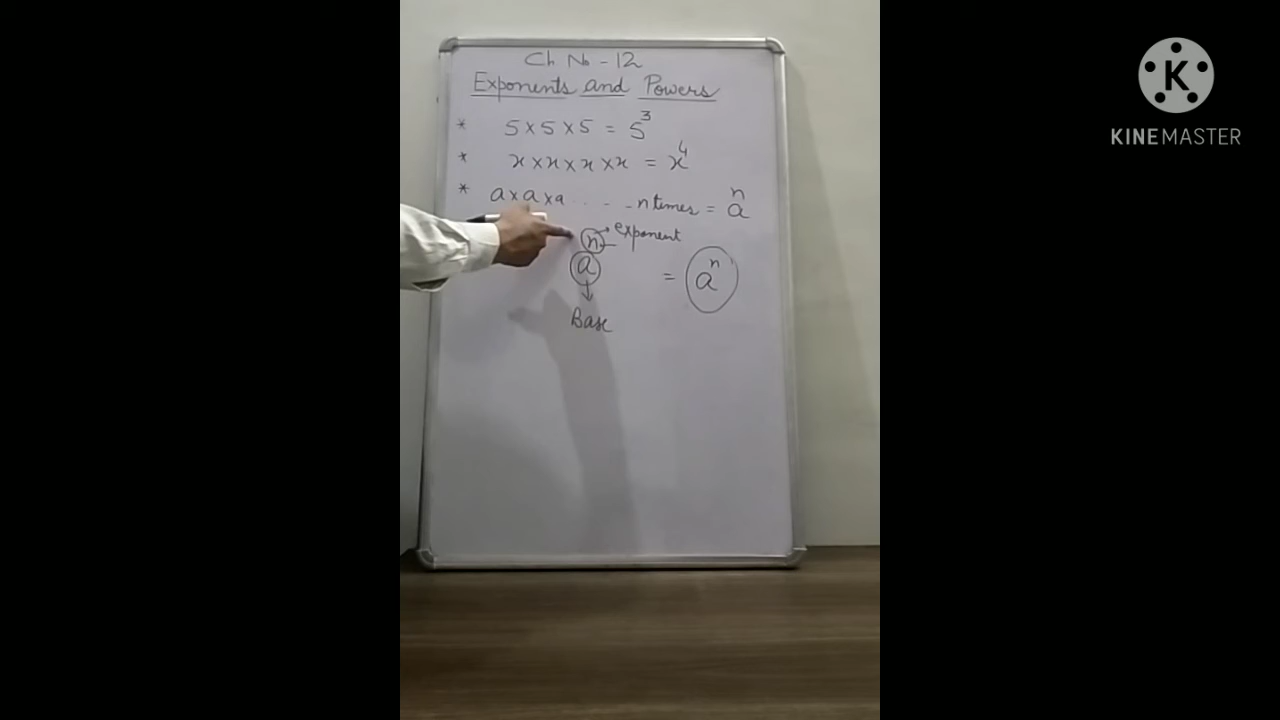 Ch No - 12
Exponents and Powers
* 5 × 5 × 5 = 5³
* x × x × x × x = x⁴
* a × a × a . . . - - n times = aⁿ
n → exponent
a = aⁿ
Base
K
KINEMASTER